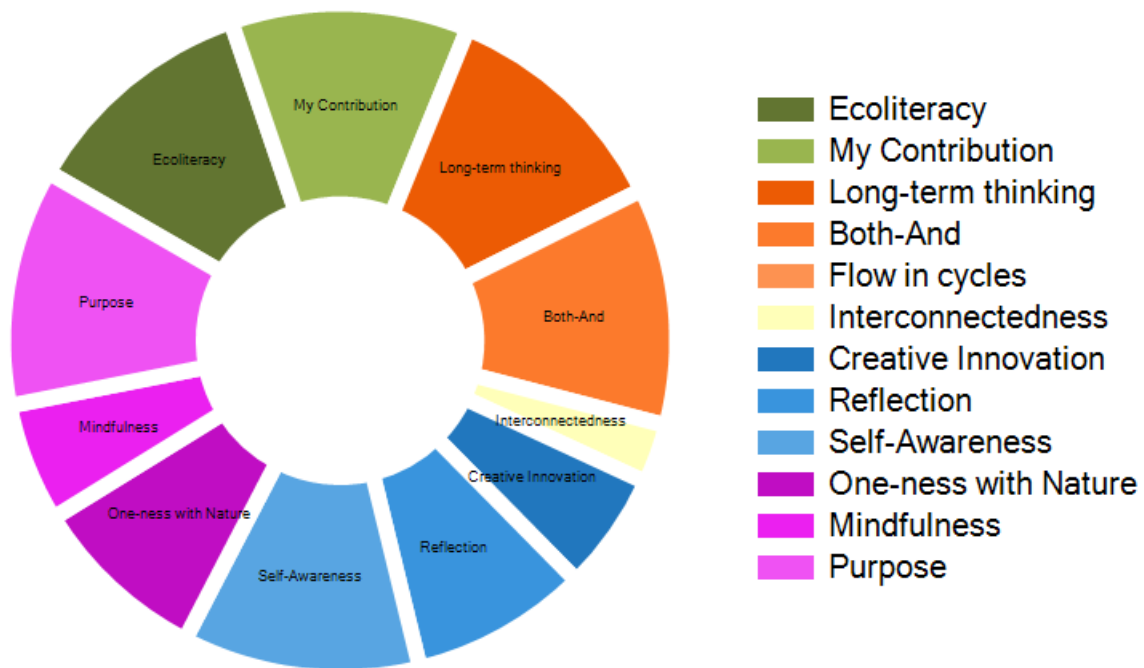 My Contribution
Ecoliteracy
Long-term thinking
Purpose
Both-And
Mindfulness
Interconnectedness
Creative Innovation
One-ness with Nature
Reflection
Self-Awareness
Ecoliteracy
My Contribution
Long-term thinking
Both-And
Flow in cycles
Interconnectedness
Creative Innovation
Reflection
Self-Awareness
One-ness with Nature
Mindfulness
Purpose